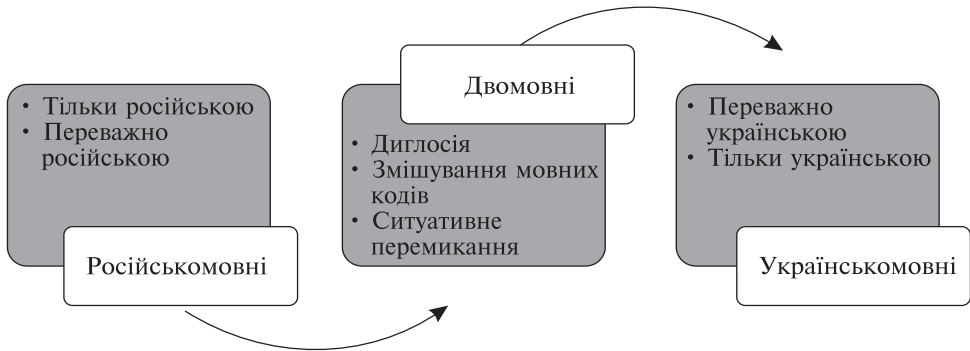 • Тільки російською
• Переважно
російською
Російськомовні
Двомовні
• Диглосія
• Змішування мовних
кодів
• Ситуативне
перемикання
• Переважно
українською
• Тільки українською
Українськомовні